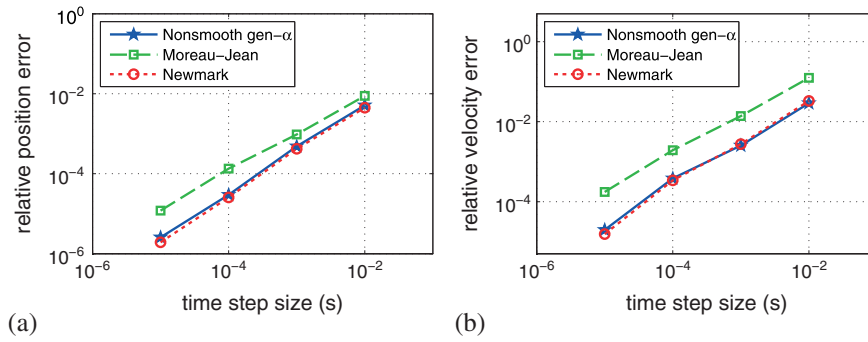 Nonsmooth gen-α
Moreau-Jean
Newmark
relative position error
10^0
10^-2
10^-4
10^-6
10^-6
10^-4
10^-2
time step size (s)
(a)
Nonsmooth gen-α
Moreau-Jean
Newmark
relative velocity error
10^0
10^-2
10^-4
10^-6
10^-4
10^-2
time step size (s)
(b)